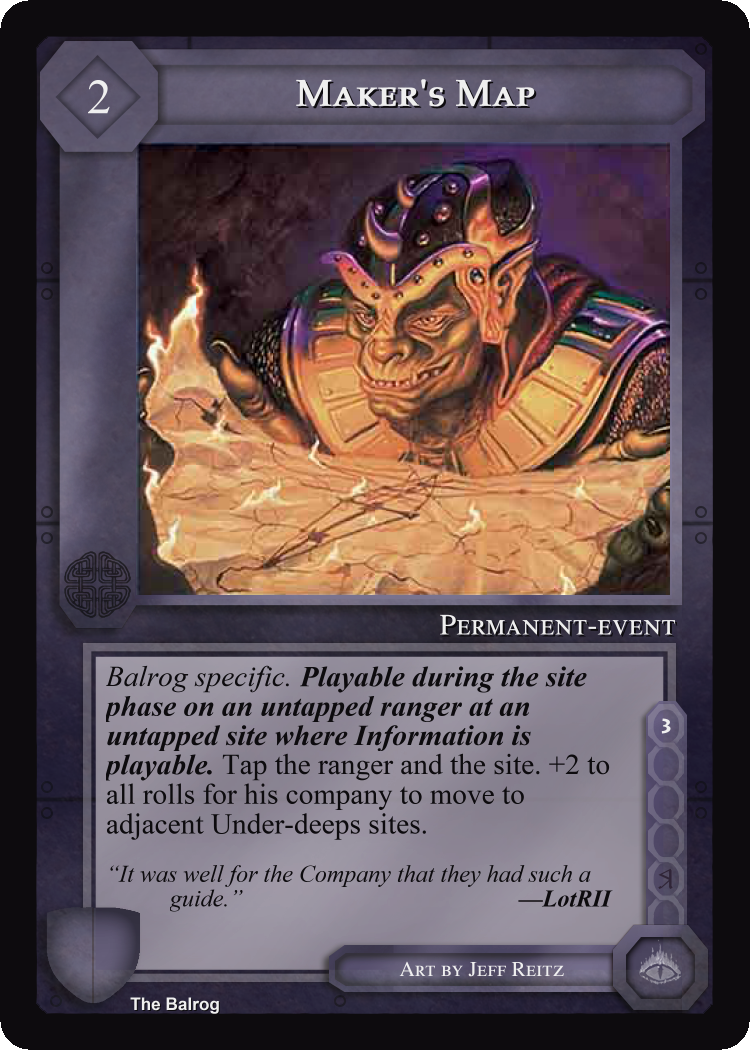 2
Maker's Map
Permanent-event
Balrog specific. Playable during the site
phase on an untapped ranger at an
untapped site where Information is
playable. Tap the ranger and the site. +2 to
all rolls for his company to move to
adjacent Under-deeps sites.
3
“It was well for the Company that they had such a
guide.” —LotRII
Art by Jeff Reitz
The Balrog